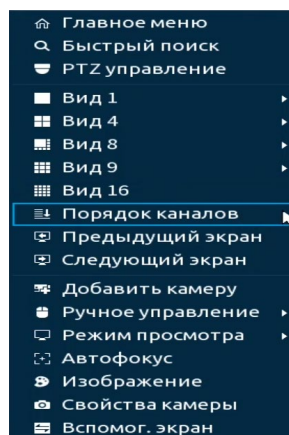 Главное меню
Быстрый поиск
PTZ управление
Вид 1
Вид 4
Вид 8
Вид 9
Вид 16
Порядок каналов
Предыдущий экран
Следующий экран
Добавить камеру
Ручное управление
Режим просмотра
Автофокус
Изображение
Свойства камеры
Вспомог. экран